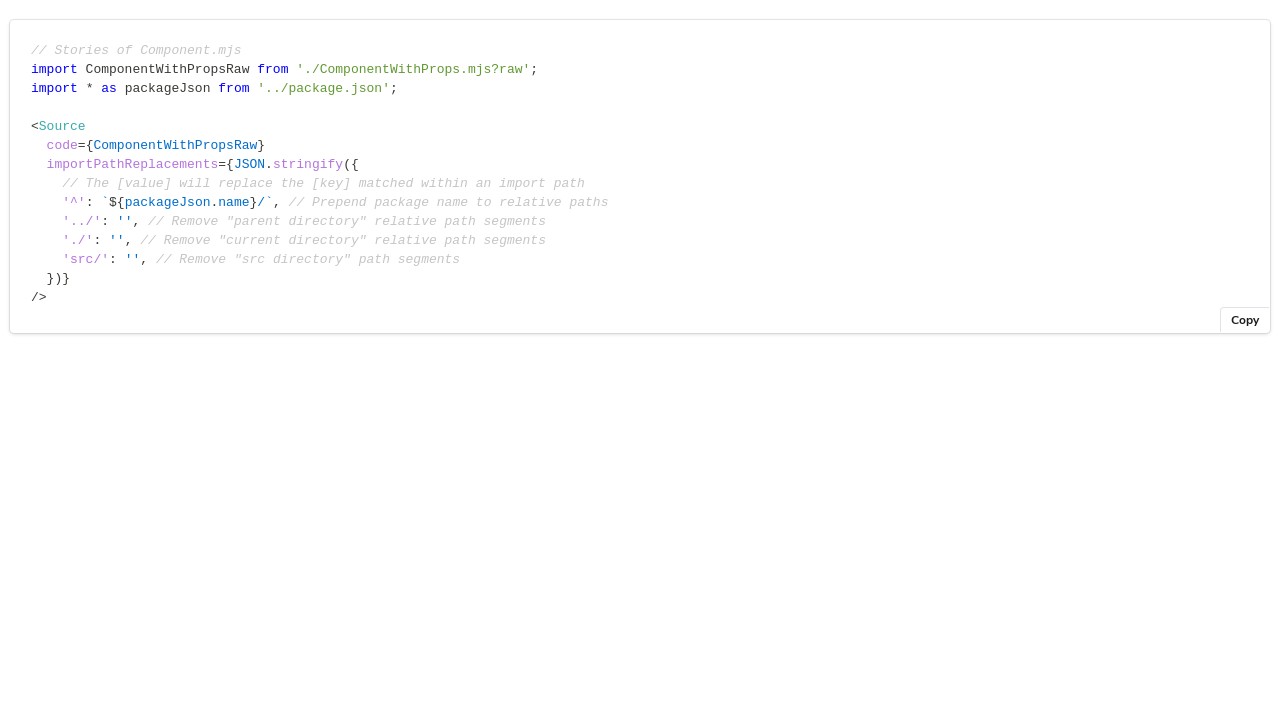 // Stories of Component.mjs
import ComponentWithPropsRaw from './ComponentWithProps.mjs?raw';
import * as packageJson from '../package.json';

<Source
  code={ComponentWithPropsRaw}
  importPathReplacements={JSON.stringify({
    // The [value] will replace the [key] matched within an import path
    '^': `${packageJson.name}/`, // Prepend package name to relative paths
    '../': '', // Remove "parent directory" relative path segments
    './': '', // Remove "current directory" relative path segments
    'src/': '', // Remove "src directory" path segments
  })}
/>
Copy